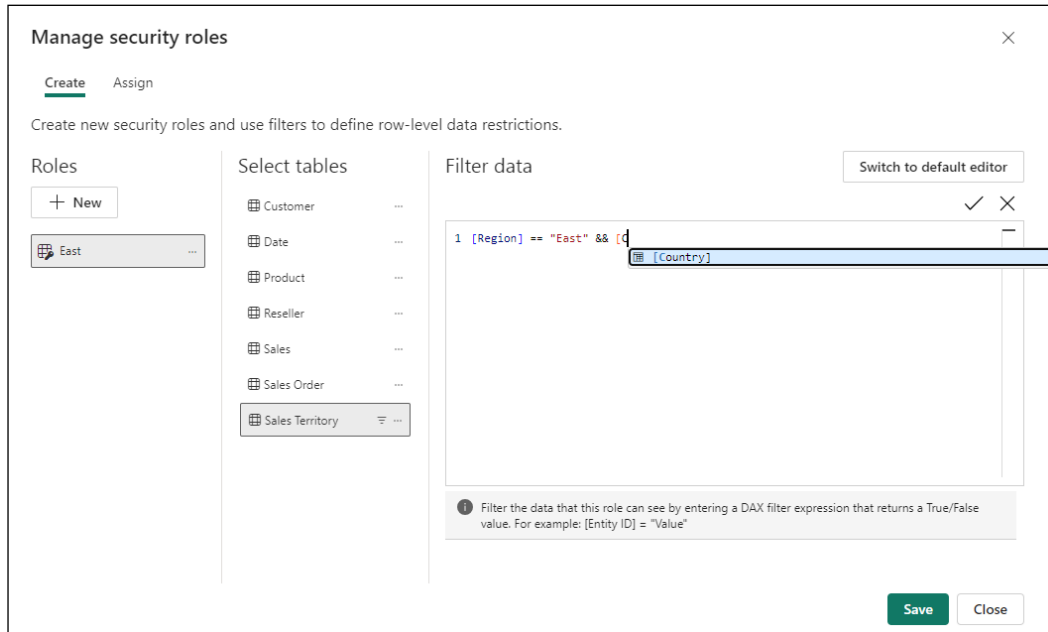 Manage security roles
Create Assign
Create new security roles and use filters to define row-level data restrictions.
Roles
+ New
East ...
Select tables
Customer ...
Date ...
Product ...
Reseller ...
Sales ...
Sales Order ...
Sales Territory ...
Filter data
Switch to default editor
1 [Region] == "East" && [C
[Country]
Filter the data that this role can see by entering a DAX filter expression that returns a True/False
value. For example: [Entity ID] = "Value"
Save Close